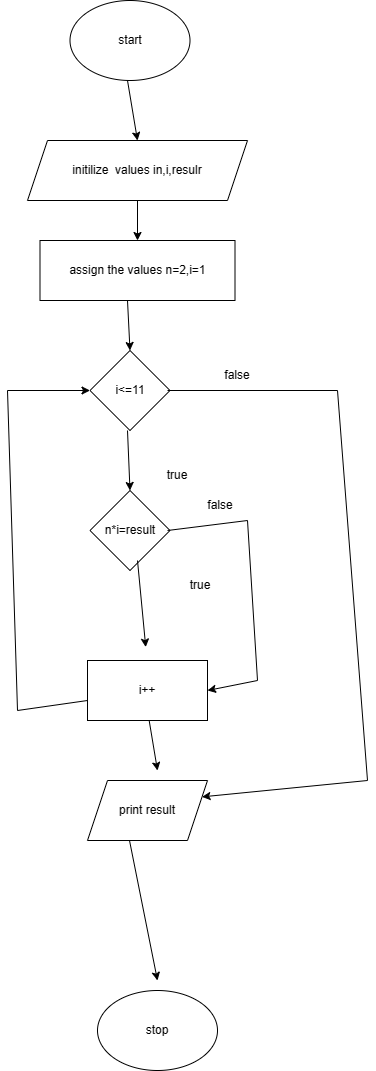 start
initilize values in,i,resulr
assign the values n=2,i=1
i<=11
false
true
false
n*i=result
true
i++
print result
stop